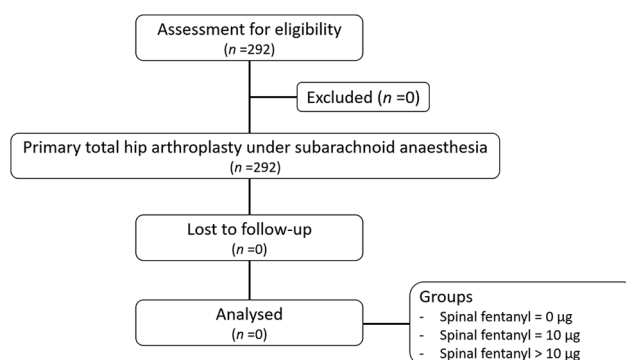 Assessment for eligibility
(n =292)
Excluded (n =0)
Primary total hip arthroplasty under subarachnoid anaesthesia
(n =292)
Lost to follow-up
(n =0)
Analysed
(n =0)
Groups
- Spinal fentanyl = 0 µg
- Spinal fentanyl = 10 µg
- Spinal fentanyl > 10 µg